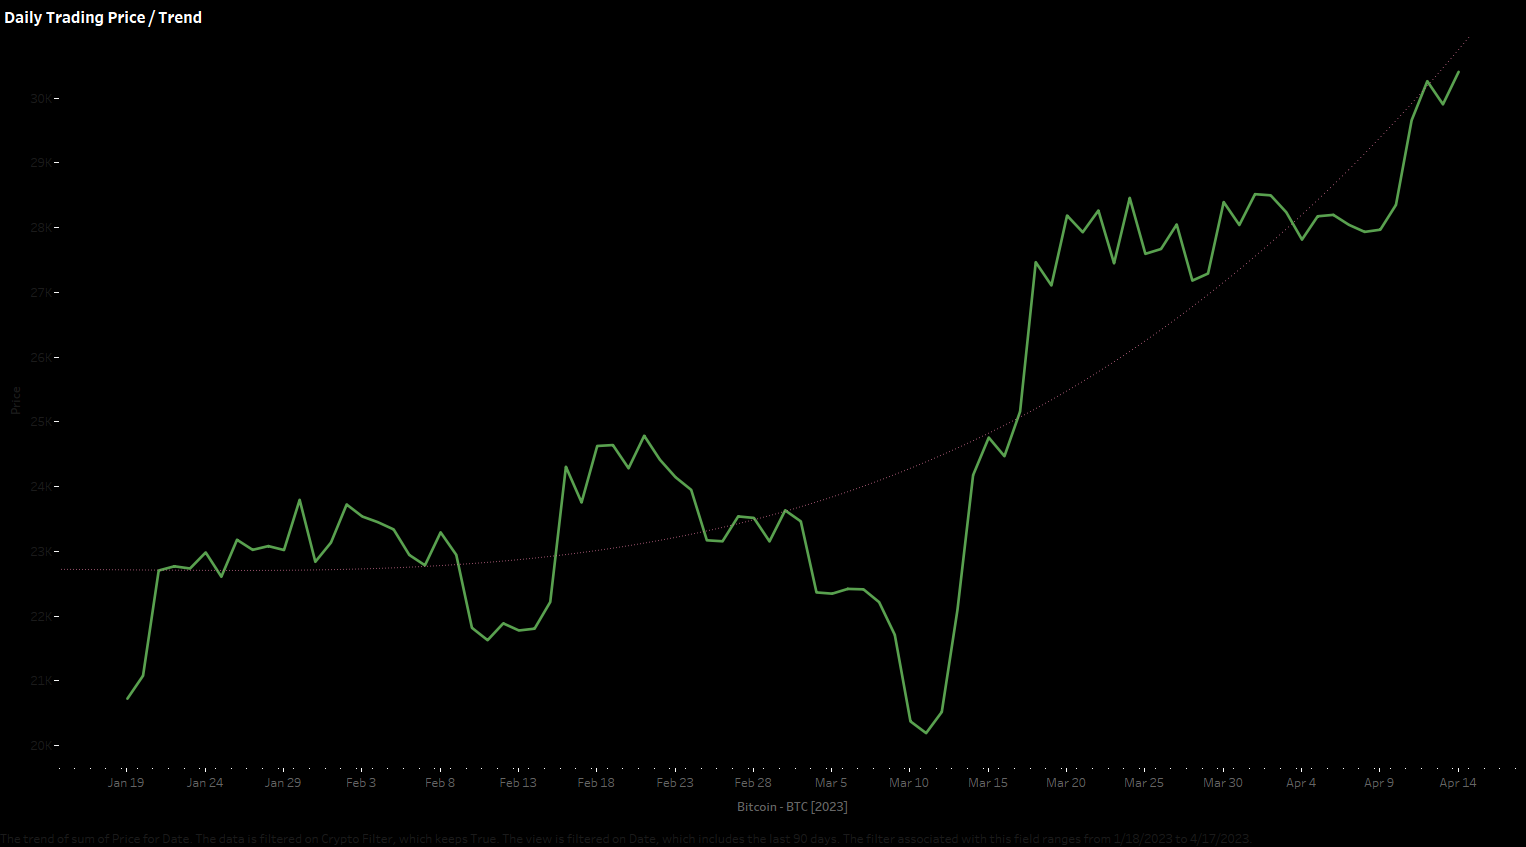 Daily Trading Price / Trend
30K
29K
28K
27K
26K
25K
24K
23K
22K
21K
20K
Price
Jan 19 Jan 24 Jan 29 Feb 3 Feb 8 Feb 13 Feb 18 Feb 23 Feb 28 Mar 5 Mar 10 Mar 15 Mar 20 Mar 25 Mar 30 Apr 4 Apr 9 Apr 14
Bitcoin - BTC [2023]
The trend of sum of Price for Date. The data is filtered on Crypto Filter, which keeps True. The view is filtered on Date, which includes the last 90 days. The filter associated with this field ranges from 1/18/2023 to 4/17/2023.